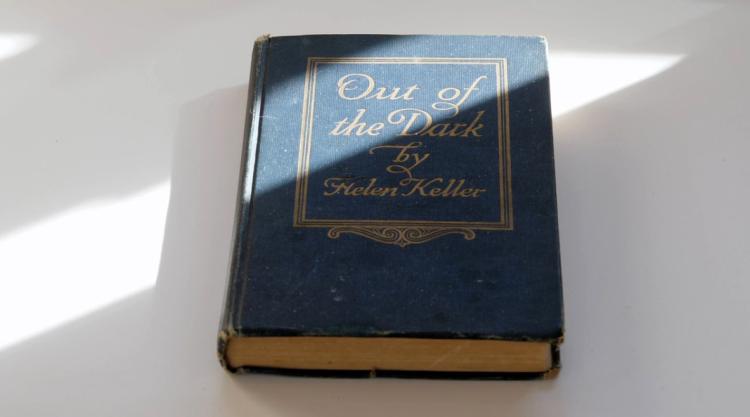 Out of
the Dark
by
Helen Keller